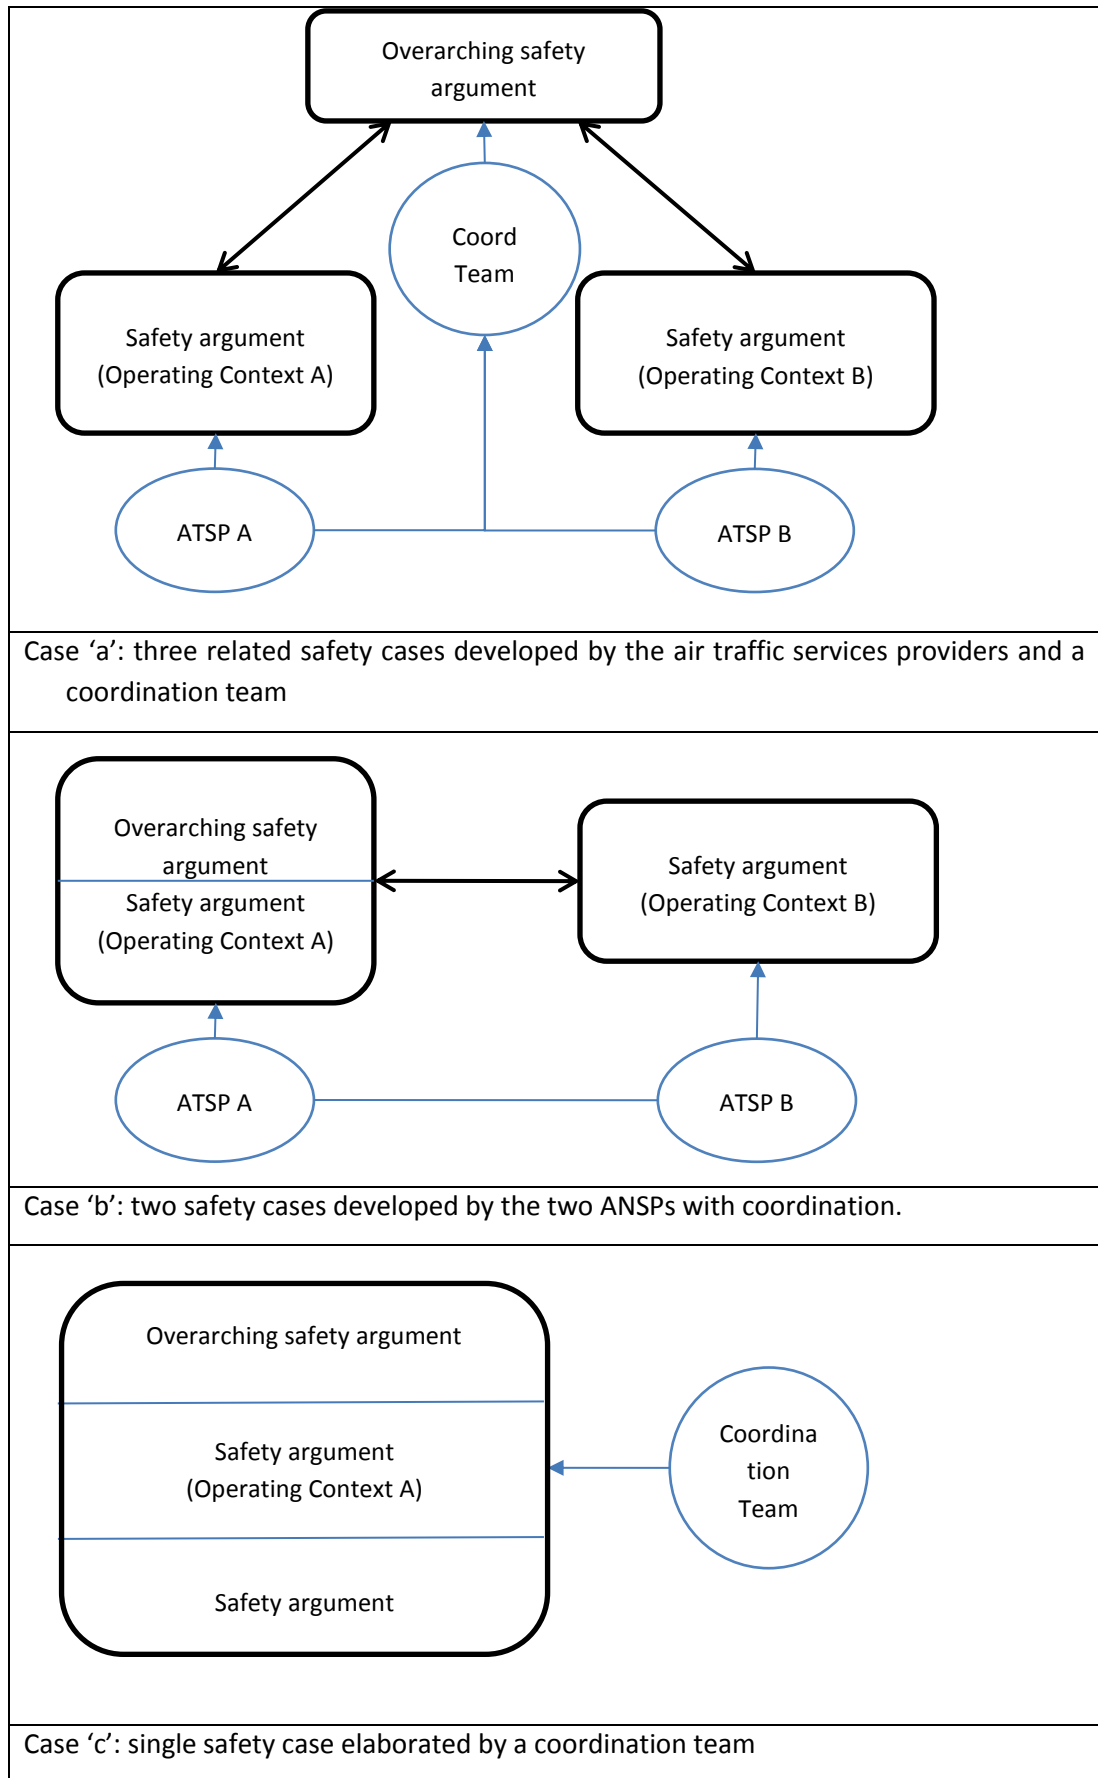 Overarching safety
argument
Coord
Team
Safety argument
(Operating Context A)
Safety argument
(Operating Context B)
ATSP A
ATSP B
Case ‘a’: three related safety cases developed by the air traffic services providers and a
coordination team
Overarching safety
argument
Safety argument
(Operating Context A)
Safety argument
(Operating Context B)
ATSP A
ATSP B
Case ‘b’: two safety cases developed by the two ANSPs with coordination.
Overarching safety argument
Safety argument
(Operating Context A)
Coordina
tion
Team
Safety argument
Case ‘c’: single safety case elaborated by a coordination team